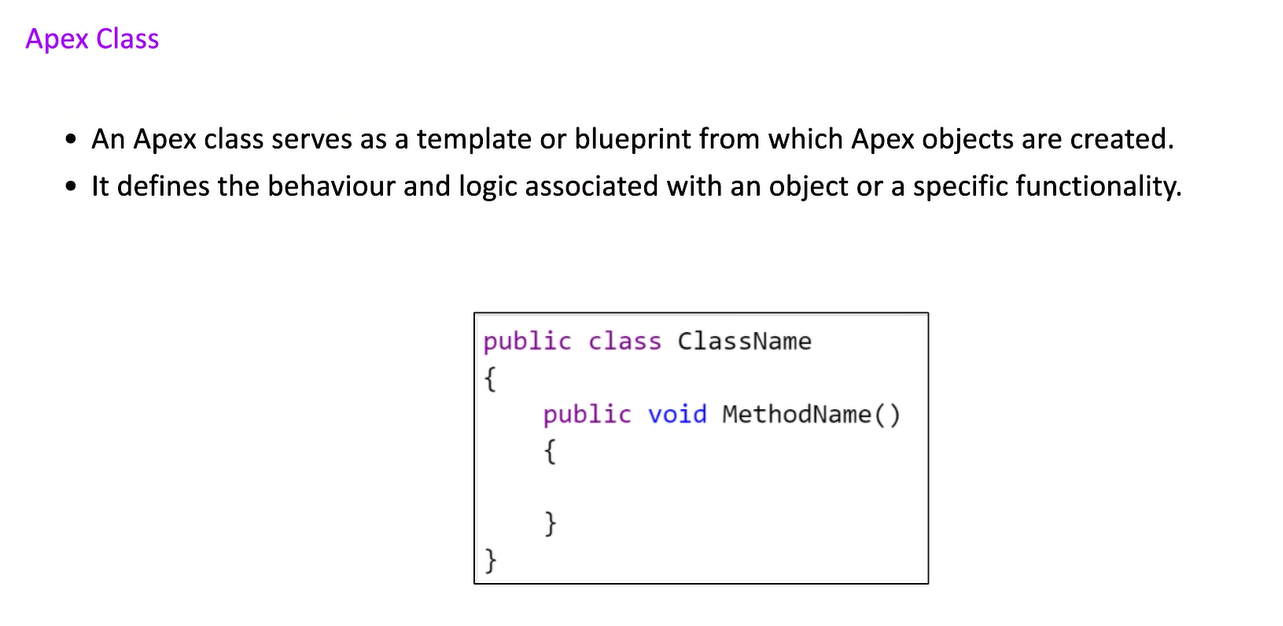 Apex Class
• An Apex class serves as a template or blueprint from which Apex objects are created.
• It defines the behaviour and logic associated with an object or a specific functionality.
public class ClassName
{
    public void MethodName()
    {
    }
}